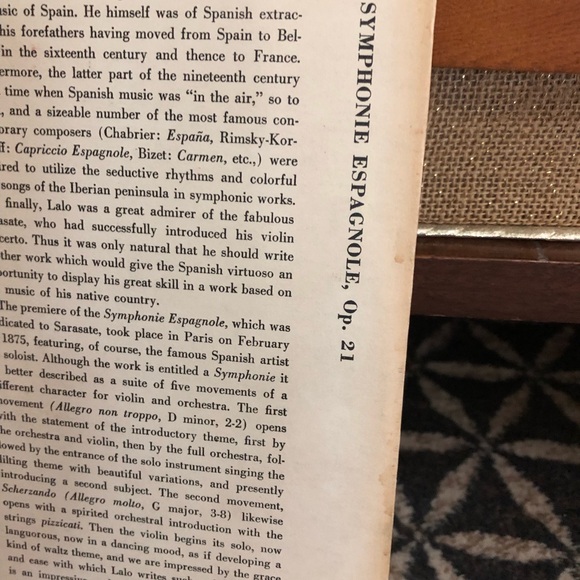 sic of Spain. He himself was of Spanish extrac-
his forefathers having moved from Spain to Bel-
in the sixteenth century and thence to France.
ermore, the latter part of the nineteenth century
time when Spanish music was “in the air,” so to
, and a sizeable number of the most famous con-
orary composers (Chabrier: España, Rimsky-Kor-
f: Capriccio Espagnole, Bizet: Carmen, etc.,) were
red to utilize the seductive rhythms and colorful
songs of the Iberian peninsula in symphonic works.
finally, Lalo was a great admirer of the fabulous
asate, who had successfully introduced his violin
certo. Thus it was only natural that he should write
ther work which would give the Spanish virtuoso an
portunity to display his great skill in a work based on
music of his native country.
The premiere of the Symphonie Espagnole, which was
dicated to Sarasate, took place in Paris on February
1875, featuring, of course, the famous Spanish artist
soloist. Although the work is entitled a Symphonie it
better described as a suite of five movements of a
ifferent character for violin and orchestra. The first
ovement (Allegro non troppo, D minor, 2-2) opens
with the statement of the introductory theme, first by
he orchestra and violin, then by the full orchestra, fol-
lowed by the entrance of the solo instrument singing the
lilting theme with beautiful variations, and presently
introducing a second subject. The second movement,
Scherzando (Allegro molto, G major, 3-8) likewise
opens with a spirited orchestral introduction with the
strings pizzicati. Then the violin begins its solo, now
languorous, now in a dancing mood, as if developing a
kind of waltz theme, and we are impressed by the grace
and ease with which Lalo writes
is an
SYMPHONIE ESPAGNOLE, Op. 21